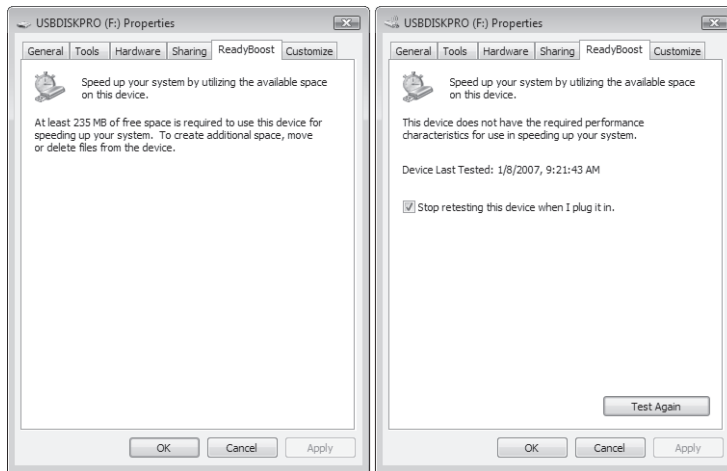 USBDISKPRO (F:) Properties
General Tools Hardware Sharing ReadyBoost Customize
Speed up your system by utilizing the available space
on this device.
At least 235 MB of free space is required to use this device for
speeding up your system. To create additional space, move
or delete files from the device.
OK Cancel Apply
USBDISKPRO (F:) Properties
General Tools Hardware Sharing ReadyBoost Customize
Speed up your system by utilizing the available space
on this device.
This device does not have the required performance
characteristics for use in speeding up your system.
Device Last Tested: 1/8/2007, 9:21:43 AM
Stop retesting this device when I plug it in.
Test Again
OK Cancel Apply